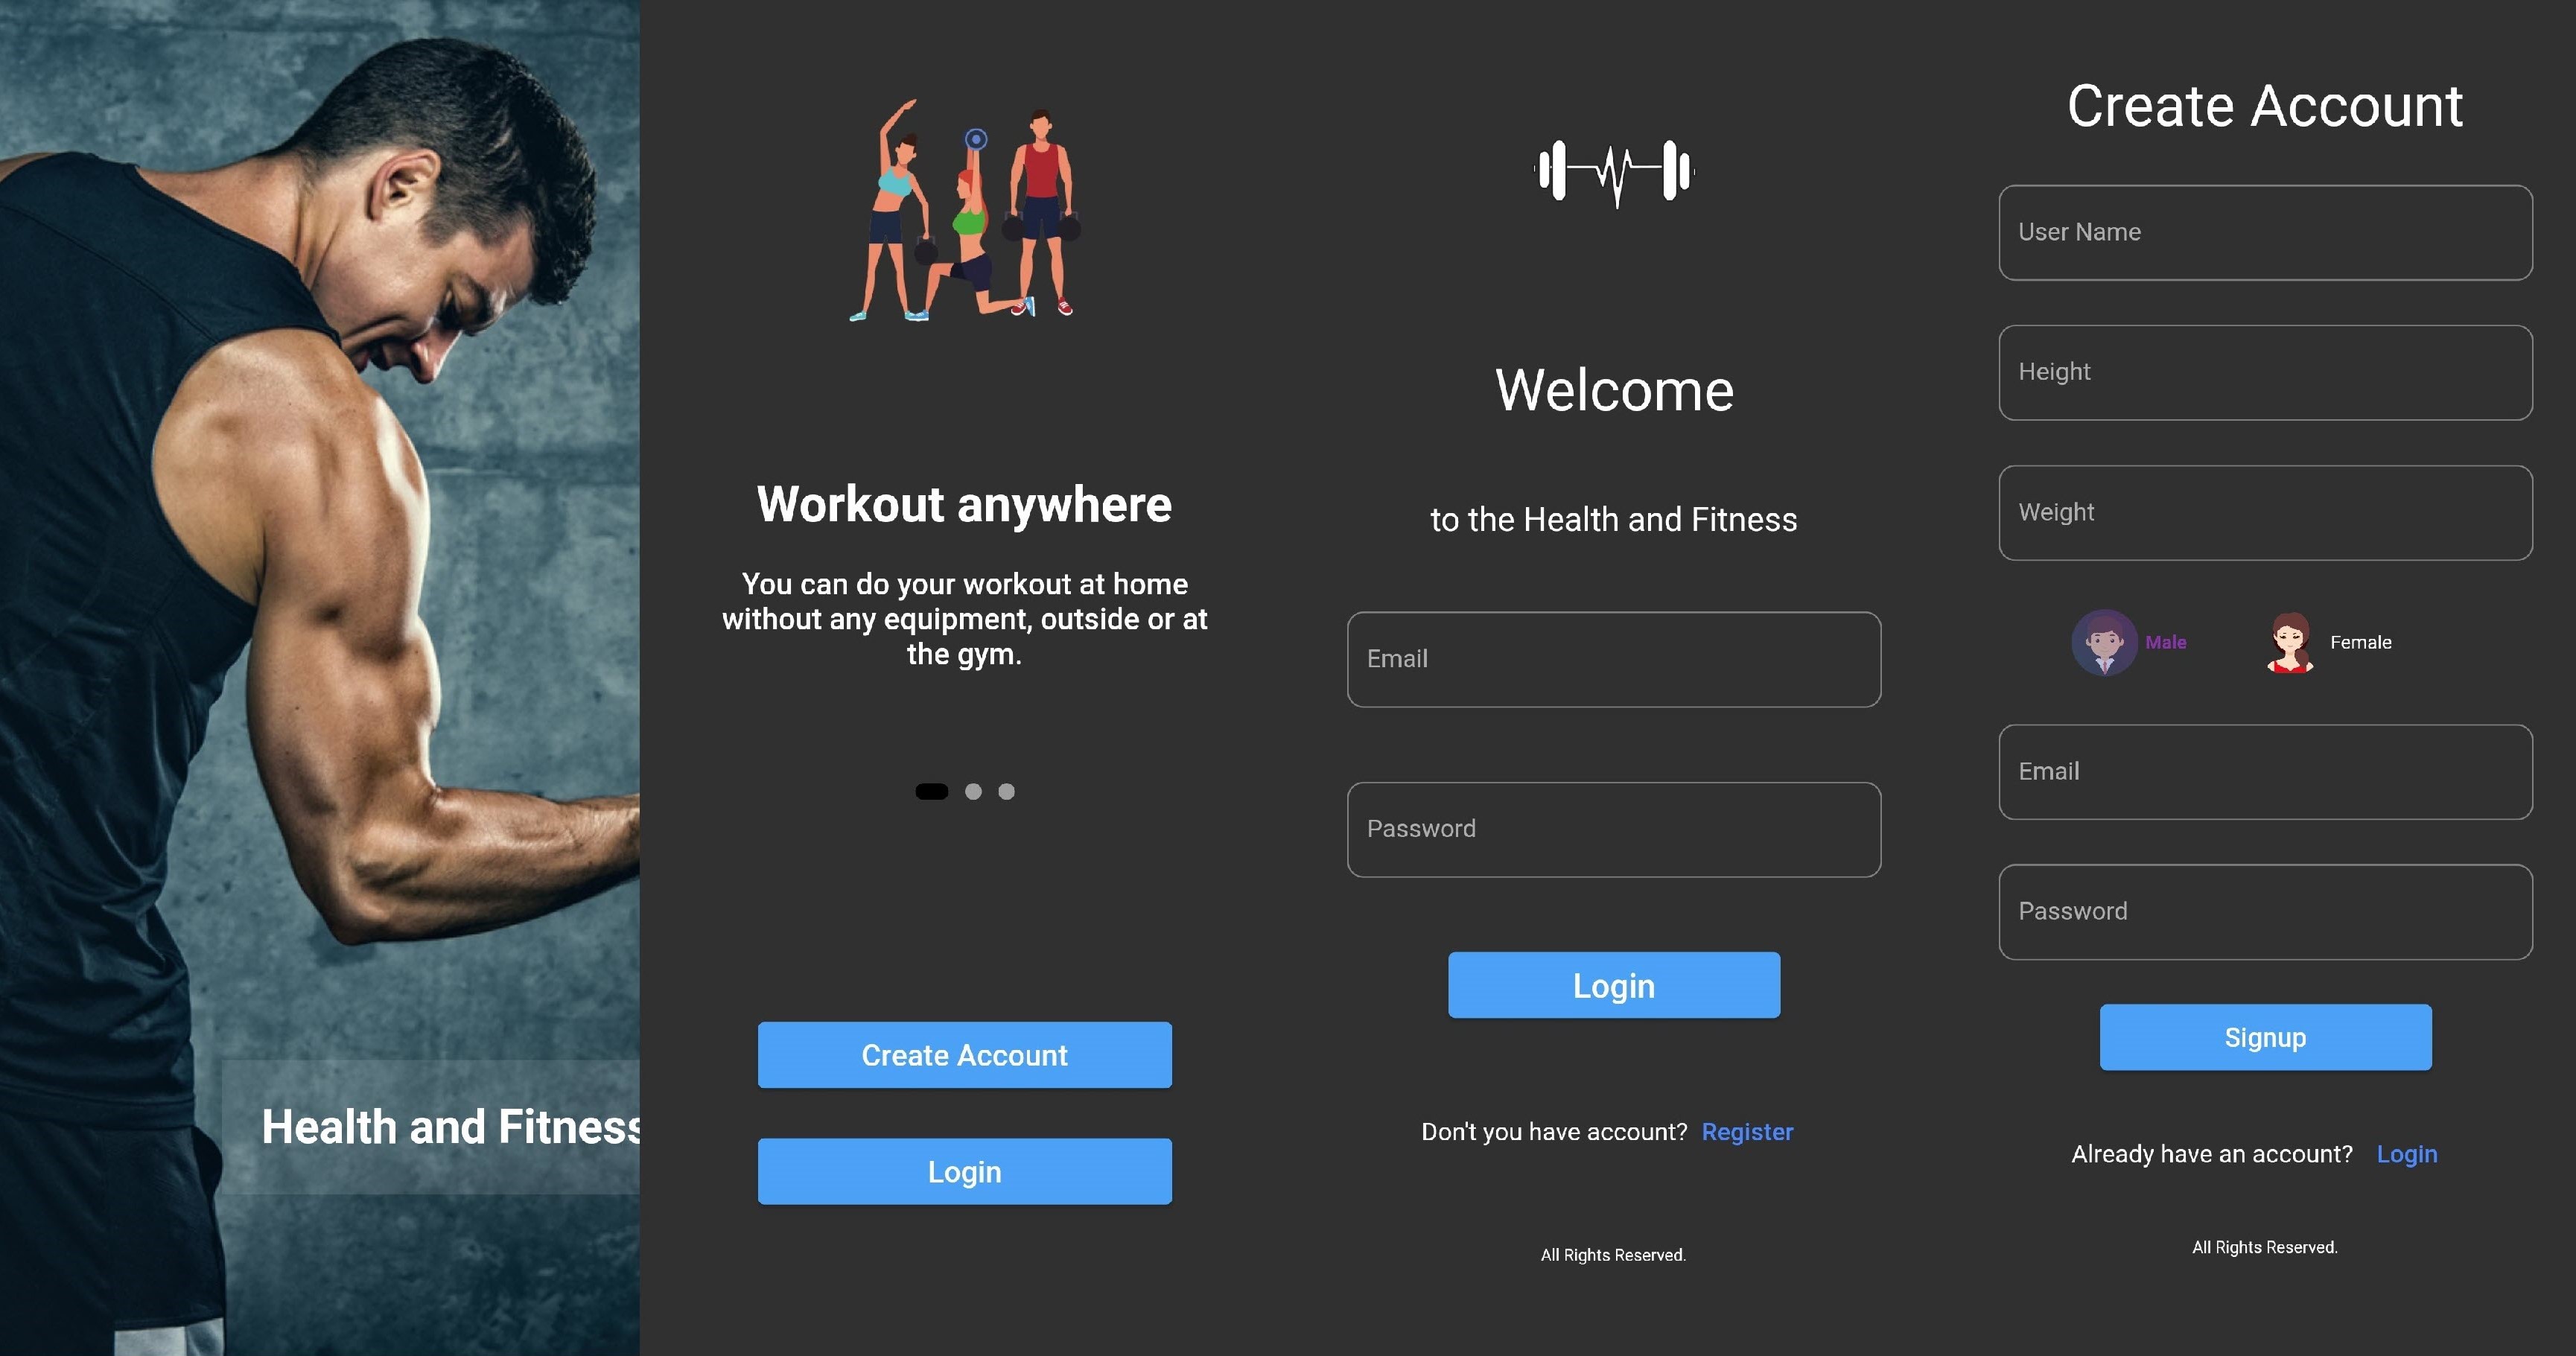 Health and Fitness
Workout anywhere
You can do your workout at home
without any equipment, outside or at
the gym.
Create Account
Login
Welcome
to the Health and Fitness
Email
Password
Login
Don't you have account? Register
All Rights Reserved.
Create Account
User Name
Height
Weight
Male Female
Email
Password
Signup
Already have an account? Login
All Rights Reserved.